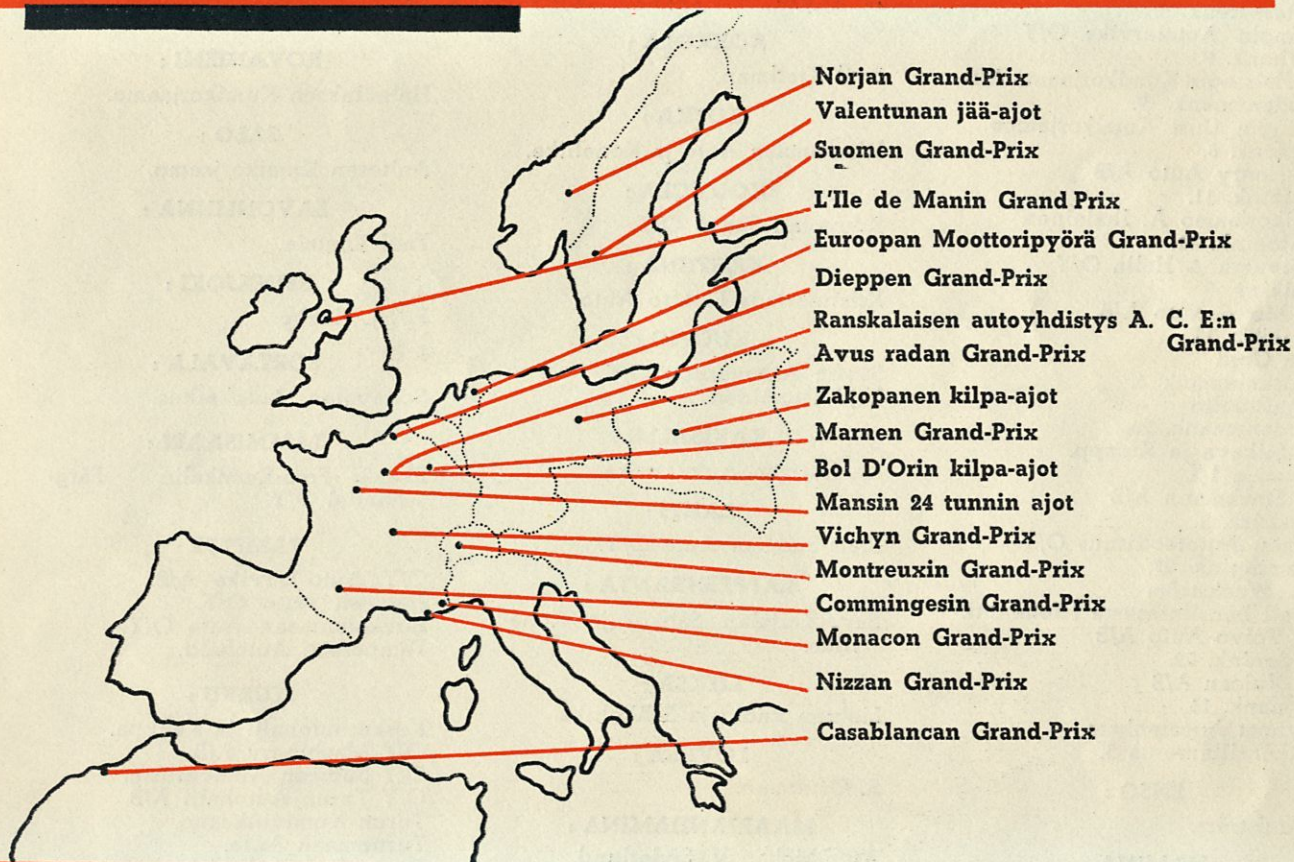 Norjan Grand-Prix
Valentunan jää-ajot
Suomen Grand-Prix
L'Ile de Manin Grand Prix
Euroopan Moottoripyörä Grand-Prix
Dieppen Grand-Prix
Ranskalaisen autoyhdistys A. C. E:n
Grand-Prix
Avus radan Grand-Prix
Zakopanen kilpa-ajot
Marnen Grand-Prix
Bol D'Orin kilpa-ajot
Mansin 24 tunnin ajot
Vichyn Grand-Prix
Montreuxin Grand-Prix
Commingesin Grand-Prix
Monacon Grand-Prix
Nizzan Grand-Prix
Casablancan Grand-Prix